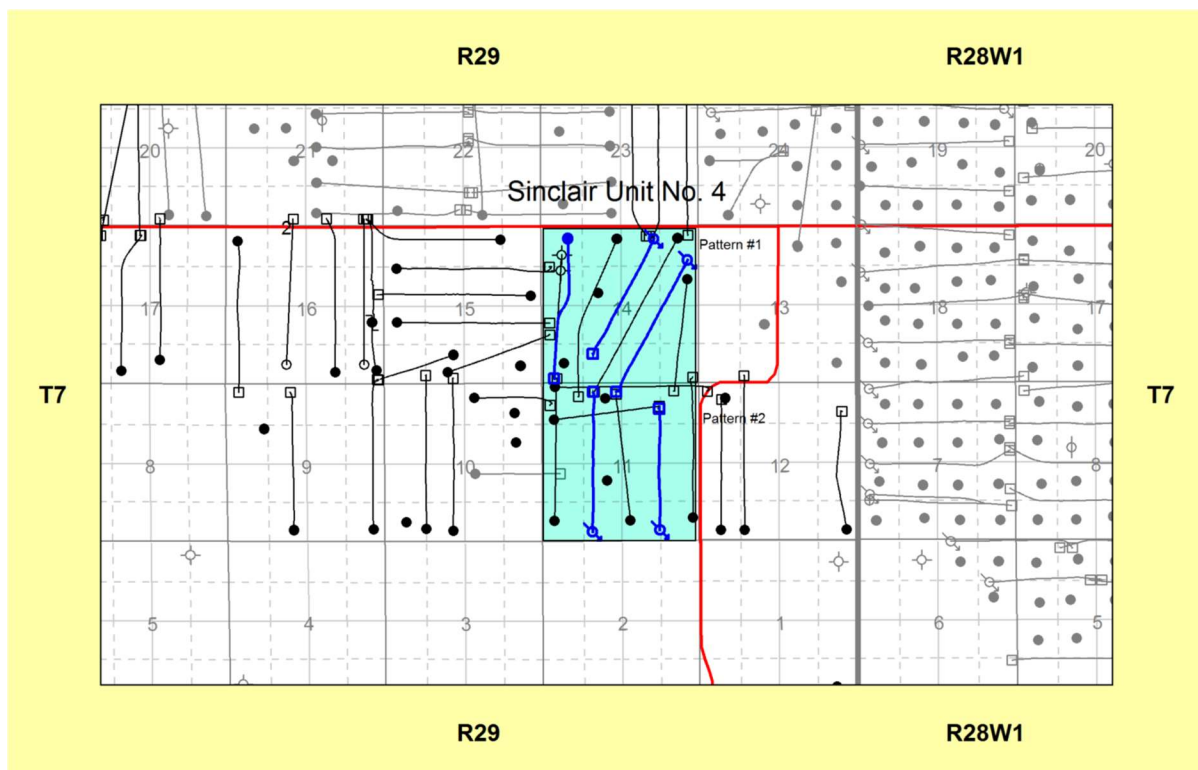 R29 R28W1
20 21 22 23 24 19 20
Sinclair Unit No. 4
2
Pattern #1
17 16 15 14 13 18 17
T7 T7
Pattern #2
8 9 10 11 12 7 8
5 4 3 2 1 6 5
R29 R28W1